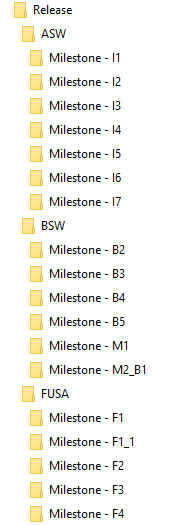 Release
ASW
Milestone - I1
Milestone - I2
Milestone - I3
Milestone - I4
Milestone - I5
Milestone - I6
Milestone - I7
BSW
Milestone - B2
Milestone - B3
Milestone - B4
Milestone - B5
Milestone - M1
Milestone - M2_B1
FUSA
Milestone - F1
Milestone - F1_1
Milestone - F2
Milestone - F3
Milestone - F4